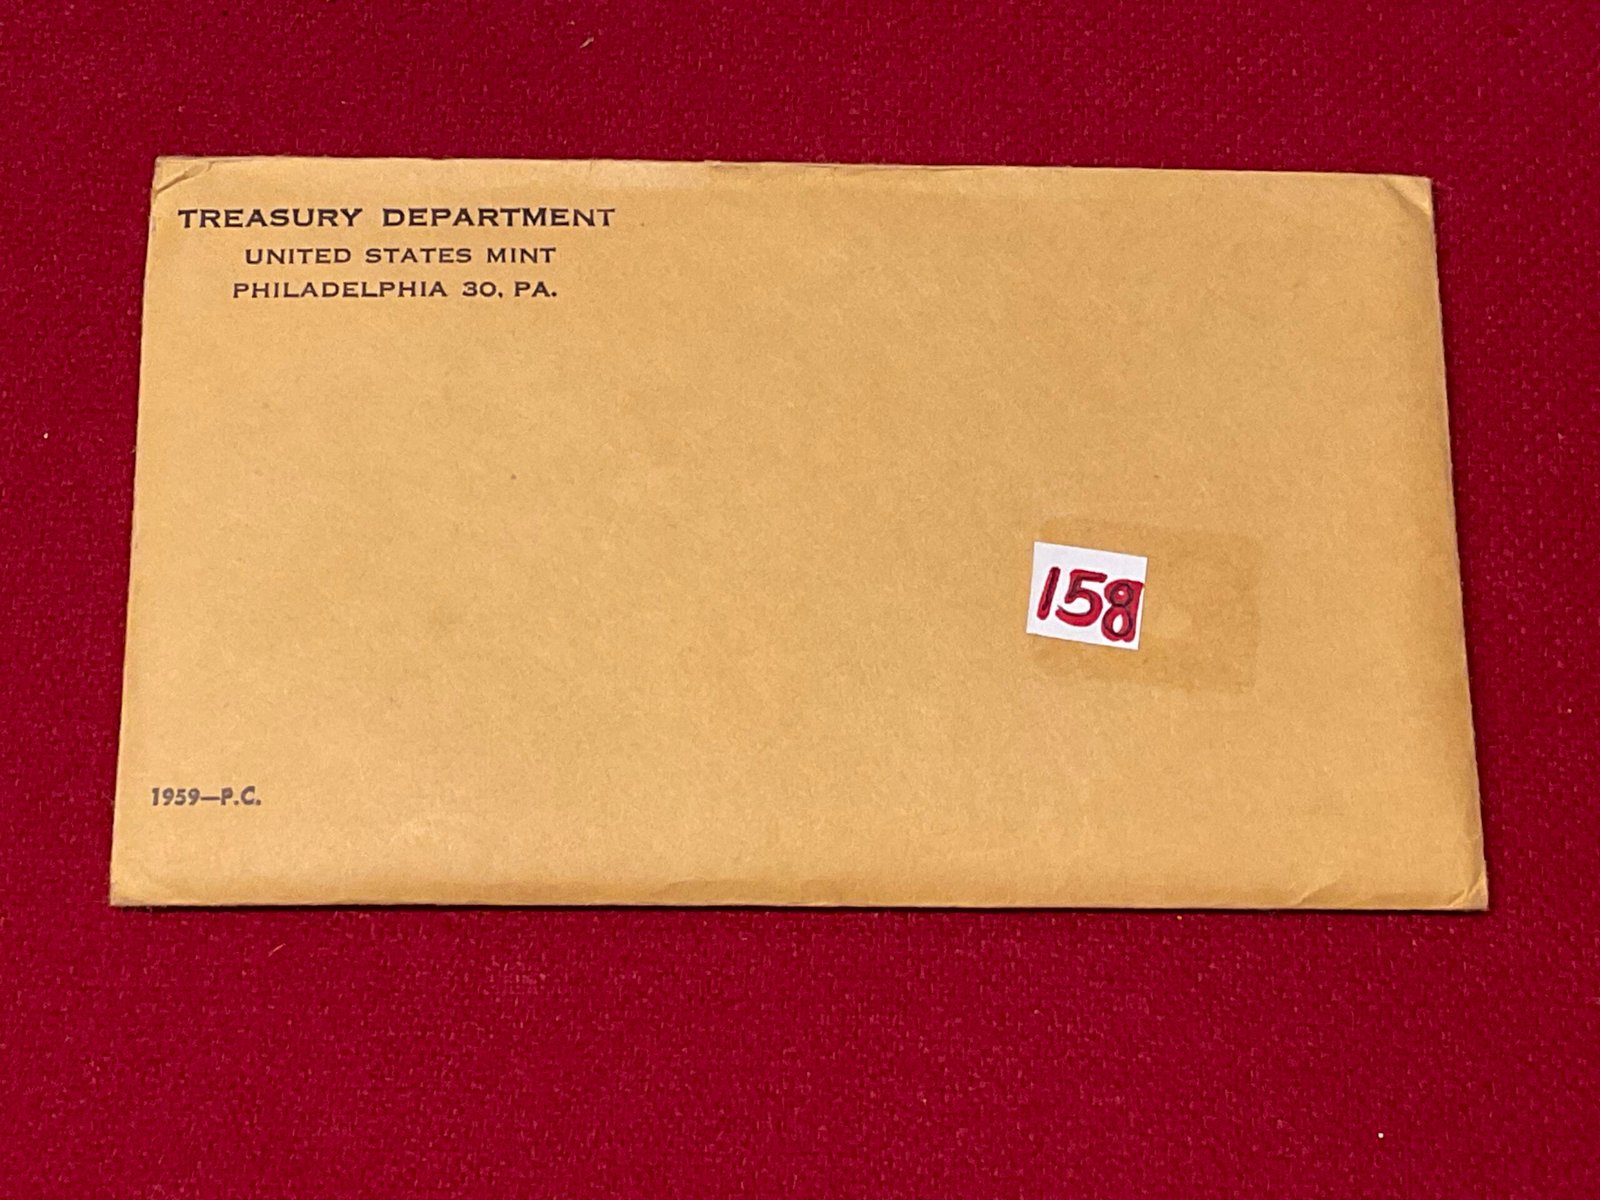 TREASURY DEPARTMENT
UNITED STATES MINT
PHILADELPHIA 30, PA.
158
1959—P.C.